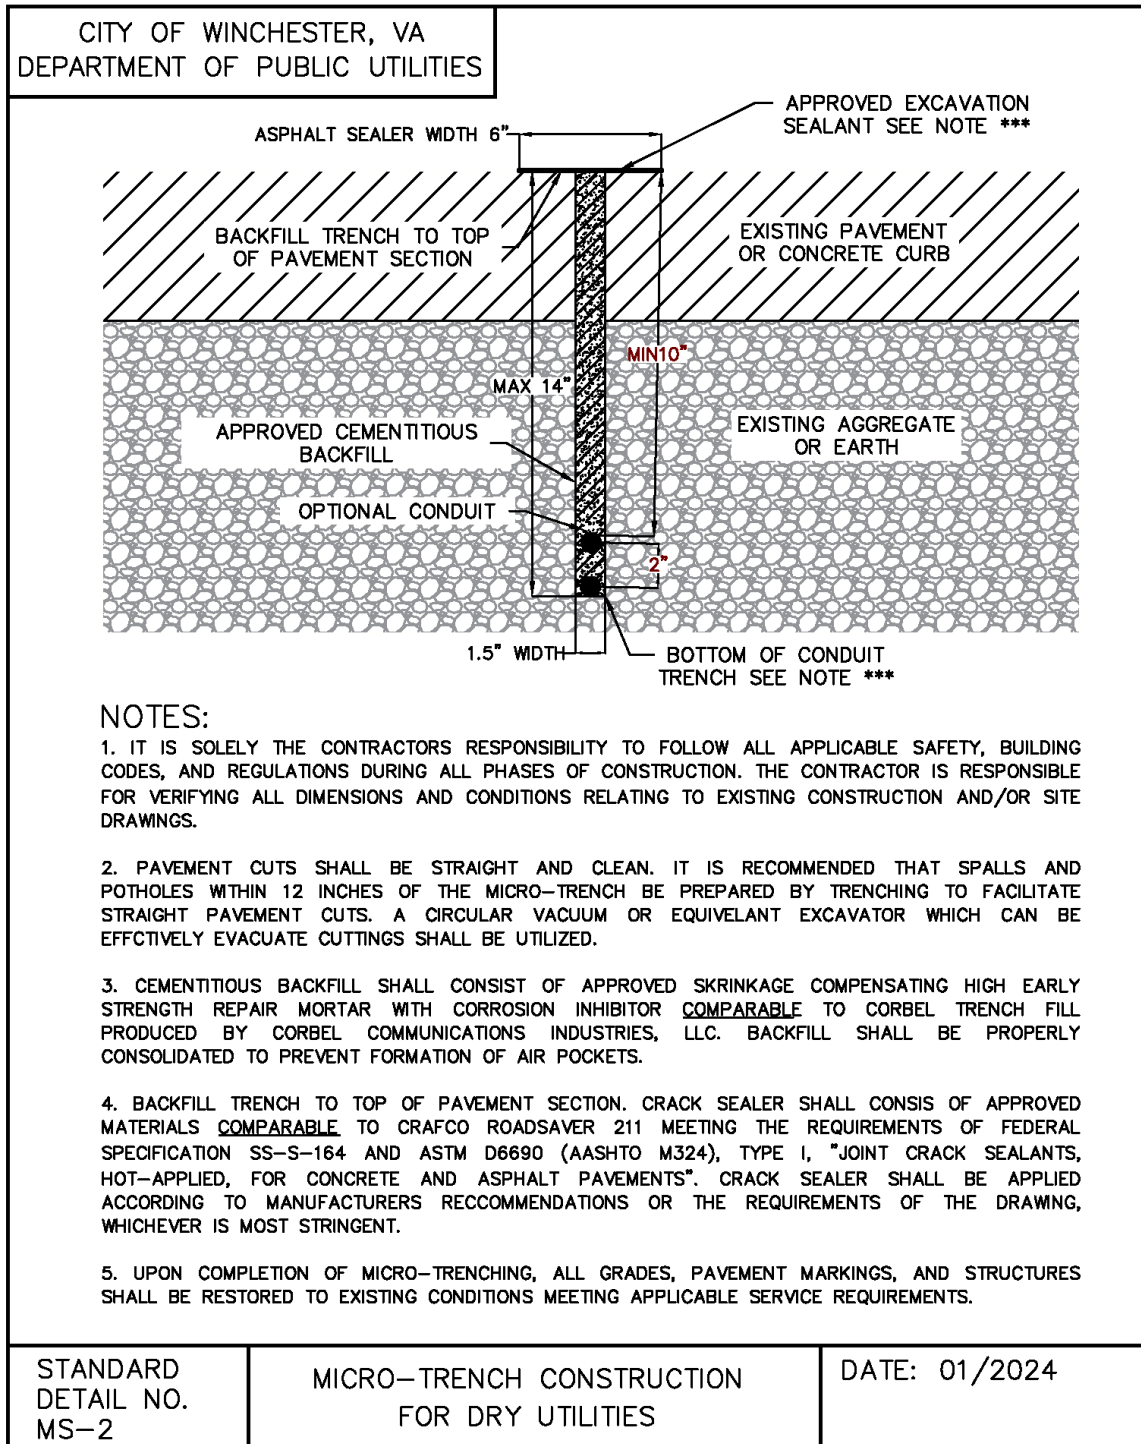 CITY OF WINCHESTER, VA
DEPARTMENT OF PUBLIC UTILITIES
APPROVED EXCAVATION
SEALANT SEE NOTE ***
ASPHALT SEALER WIDTH 6"
BACKFILL TRENCH TO TOP
OF PAVEMENT SECTION
EXISTING PAVEMENT
OR CONCRETE CURB
MIN10"
MAX 14"
APPROVED CEMENTITIOUS
BACKFILL
EXISTING AGGREGATE
OR EARTH
OPTIONAL CONDUIT
2"
1.5" WIDTH
BOTTOM OF CONDUIT
TRENCH SEE NOTE ***
NOTES:
1. IT IS SOLELY THE CONTRACTORS RESPONSIBILITY TO FOLLOW ALL APPLICABLE SAFETY, BUILDING
CODES, AND REGULATIONS DURING ALL PHASES OF CONSTRUCTION. THE CONTRACTOR IS RESPONSIBLE
FOR VERIFYING ALL DIMENSIONS AND CONDITIONS RELATING TO EXISTING CONSTRUCTION AND/OR SITE
DRAWINGS.
2. PAVEMENT CUTS SHALL BE STRAIGHT AND CLEAN. IT IS RECOMMENDED THAT SPALLS AND
POTHOLES WITHIN 12 INCHES OF THE MICRO-TRENCH BE PREPARED BY TRENCHING TO FACILITATE
STRAIGHT PAVEMENT CUTS. A CIRCULAR VACUUM OR EQUIVELANT EXCAVATOR WHICH CAN BE
EFFCTIVELY EVACUATE CUTTINGS SHALL BE UTILIZED.
3. CEMENTITIOUS BACKFILL SHALL CONSIST OF APPROVED SKRINKAGE COMPENSATING HIGH EARLY
STRENGTH REPAIR MORTAR WITH CORROSION INHIBITOR COMPARABLE TO CORBEL TRENCH FILL
PRODUCED BY CORBEL COMMUNICATIONS INDUSTRIES, LLC. BACKFILL SHALL BE PROPERLY
CONSOLIDATED TO PREVENT FORMATION OF AIR POCKETS.
4. BACKFILL TRENCH TO TOP OF PAVEMENT SECTION. CRACK SEALER SHALL CONSIS OF APPROVED
MATERIALS COMPARABLE TO CRAFCO ROADSAVER 211 MEETING THE REQUIREMENTS OF FEDERAL
SPECIFICATION SS-S-164 AND ASTM D6690 (AASHTO M324), TYPE I, "JOINT CRACK SEALANTS,
HOT-APPLIED, FOR CONCRETE AND ASPHALT PAVEMENTS". CRACK SEALER SHALL BE APPLIED
ACCORDING TO MANUFACTURERS RECCOMMENDATIONS OR THE REQUIREMENTS OF THE DRAWING,
WHICHEVER IS MOST STRINGENT.
5. UPON COMPLETION OF MICRO-TRENCHING, ALL GRADES, PAVEMENT MARKINGS, AND STRUCTURES
SHALL BE RESTORED TO EXISTING CONDITIONS MEETING APPLICABLE SERVICE REQUIREMENTS.
STANDARD
DETAIL NO.
MS-2
MICRO-TRENCH CONSTRUCTION
FOR DRY UTILITIES
DATE: 01/2024